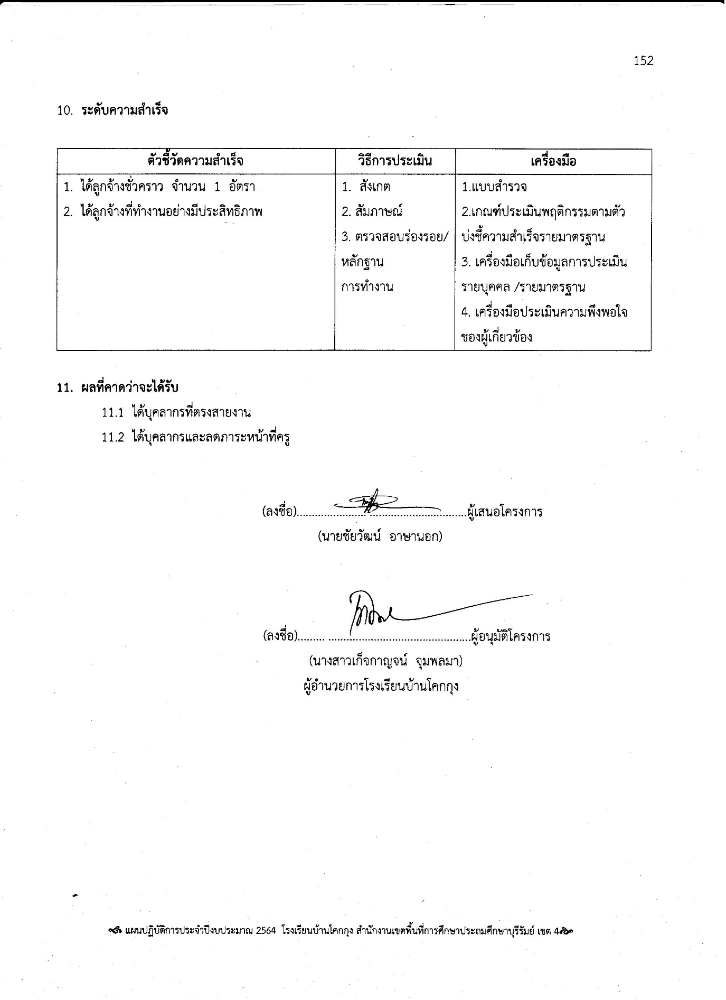 152
10. ระดับความสำเร็จ
ตัวชี้วัดความสำเร็จ วิธีการประเมิน เครื่องมือ
1. ได้ลูกจ้างชั่วคราว จำนวน 1 อัตรา
2. ได้ลูกจ้างที่ทำงานอย่างมีประสิทธิภาพ
1. สังเกต
2. สัมภาษณ์
3. ตรวจสอบร่องรอย/
หลักฐาน
การทำงาน
1.แบบสำรวจ
2.เกณฑ์ประเมินพฤติกรรมตามตัว
บ่งชี้ความสำเร็จรายมาตรฐาน
3. เครื่องมือเก็บข้อมูลการประเมิน
รายบุคคล /รายมาตรฐาน
4. เครื่องมือประเมินความพึงพอใจ
ของผู้เกี่ยวข้อง
11. ผลที่คาดว่าจะได้รับ
11.1 ได้บุคลากรที่ตรงสายงาน
11.2 ได้บุคลากรและลดภาระหน้าที่ครู
(ลงชื่อ)........................................................ผู้เสนอโครงการ
(นายชัยวัฒน์ อาษานอก)
(ลงชื่อ)......... ...............................................ผู้อนุมัติโครงการ
(นางสาวเก็จกาญจน์ จุมพลมา)
ผู้อำนวยการโรงเรียนบ้านโคกกุง
แผนปฏิบัติการประจำปีงบประมาณ 2564 โรงเรียนบ้านโคกกุง สำนักงานเขตพื้นที่การศึกษาประถมศึกษาบุรีรัมย์ เขต 4